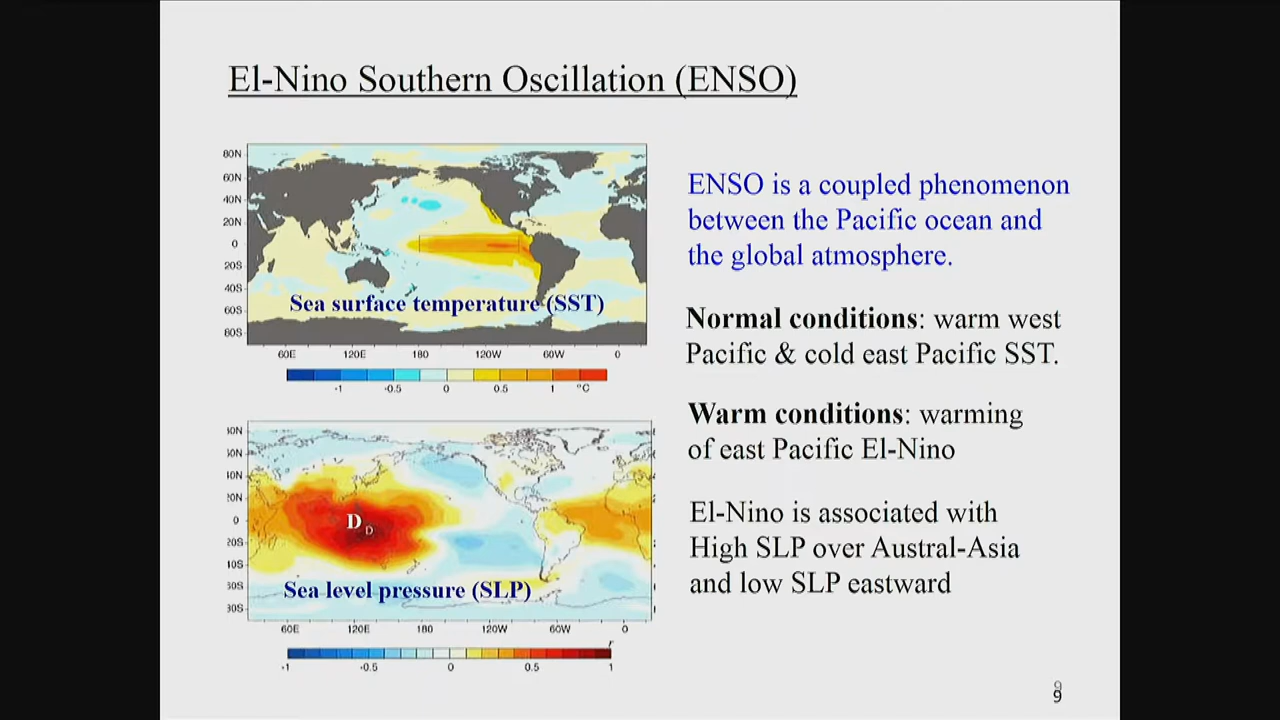 El-Nino Southern Oscillation (ENSO)
80N
60N
40N
20N
0
20S
40S
60S
80S
Sea surface temperature (SST)
60E 120E 180 120W 60W 0
-1 -0.5 0 0.5 1 °C
ENSO is a coupled phenomenon
between the Pacific ocean and
the global atmosphere.
Normal conditions: warm west
Pacific & cold east Pacific SST.
Warm conditions: warming
of east Pacific El-Nino
El-Nino is associated with
High SLP over Austral-Asia
and low SLP eastward
0
D D
Sea level pressure (SLP)
60E 120E 180 120W 60W 0
r
-1 -0.5 0 0.5 1
9
9